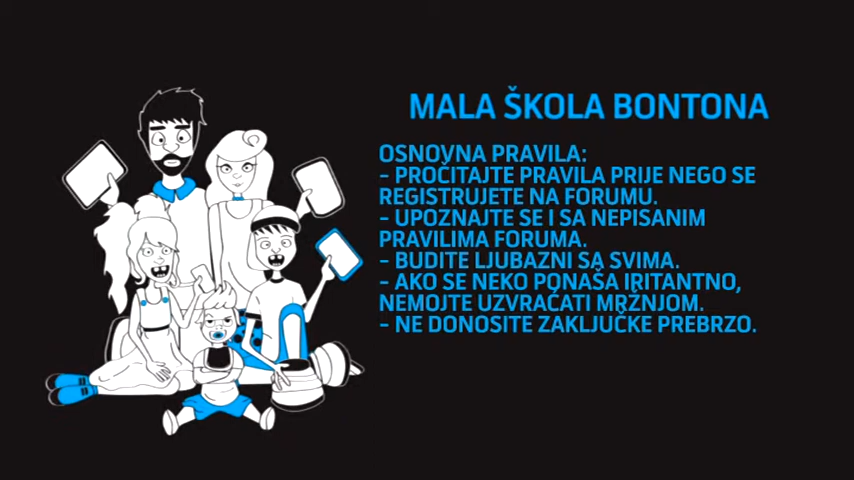 MALA ŠKOLA BONTONA
OSNOVNA PRAVILA:
- PROČITAJTE PRAVILA PRIJE NEGO SE
REGISTRUJETE NA FORUMU.
- UPOZNAJTE SE I SA NEPISANIM
PRAVILIMA FORUMA.
- BUDITE LJUBAZNI SA SVIMA.
- AKO SE NEKO PONAŠA IRITANTNO,
NEMOJTE UZVRAĆATI MRŽNJOM.
- NE DONOSITE ZAKLJUČKE PREBRZO.